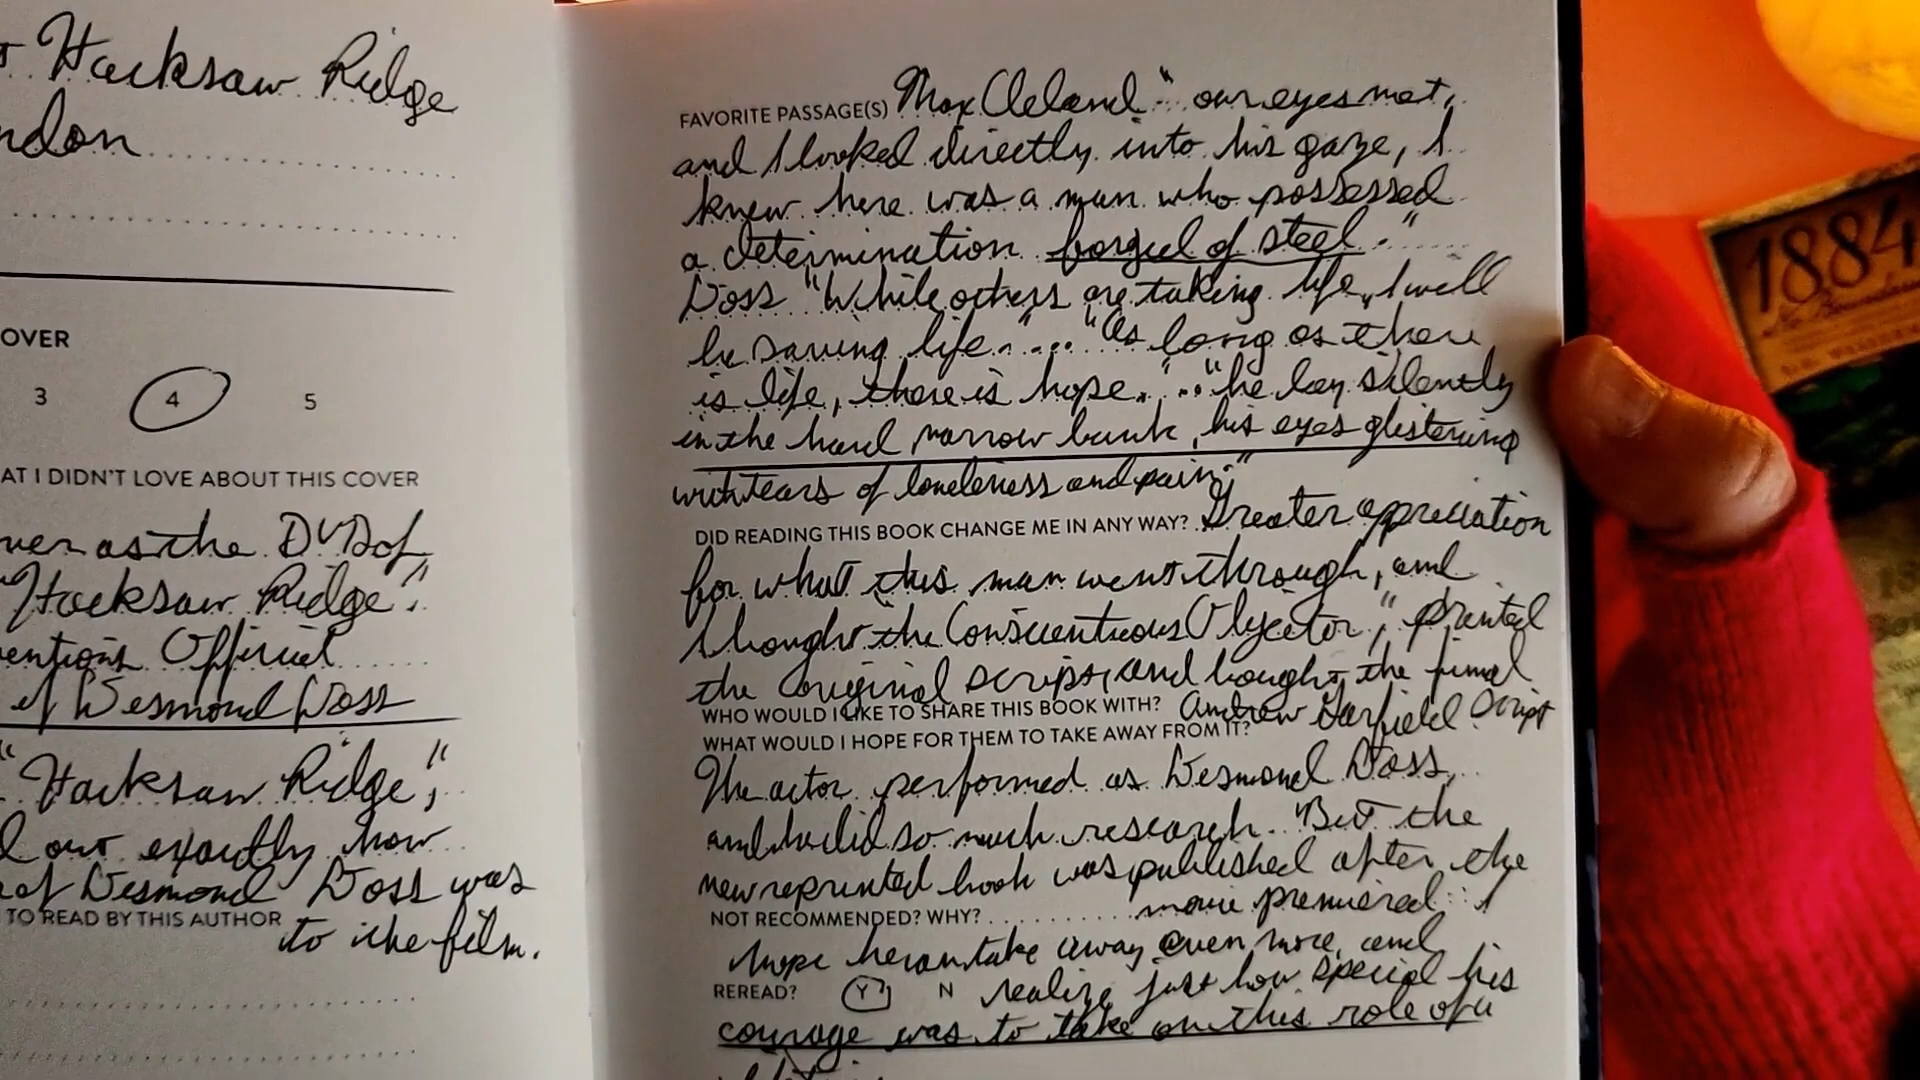 Hacksaw Ridge
ndon
OVER
3 4 5
AT I DIDN'T LOVE ABOUT THIS COVER
ver as the DVD of
"Hacksaw Ridge".
entions Official
of Desmond Doss
"Hacksaw Ridge",
out exactly how
of Desmond Doss was
TO READ BY THIS AUTHOR
to the film.
FAVORITE PASSAGE(S) Max Cleland "our eyes met,
and I looked directly into his gaze, I
knew here was a man who possessed
a determination forged of steel."
Doss "While others are taking life, I will
be saving life." ... "As long as there
is life, there is hope." ... "he lay silently
in the hard narrow bunk, his eyes glistening
with tears of loneliness and pain."
DID READING THIS BOOK CHANGE ME IN ANY WAY? Greater appreciation
for what this man went through, and
I bought the Conscientious Objector," printed
the original script, and bought the final
script
WHO WOULD I LIKE TO SHARE THIS BOOK WITH? Andrew Garfield
WHAT WOULD I HOPE FOR THEM TO TAKE AWAY FROM IT?
The actor performed as Desmond Doss,
and he did so much research. But the
new reprinted book was published after the
movie premiered. I
NOT RECOMMENDED? WHY?
hope he can take away even more, and
REREAD? Y N realize just how special his
courage was to take on this role of a
1884